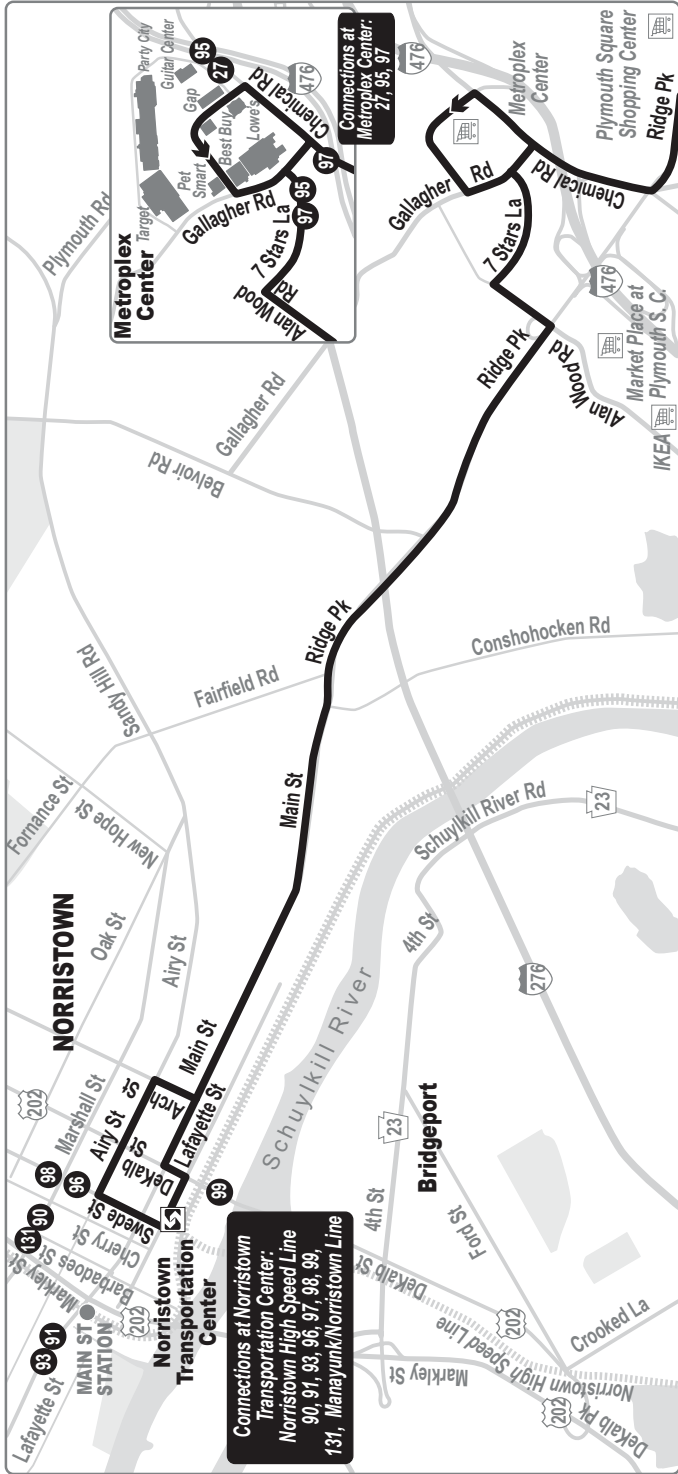 Metroplex
Center
Plymouth Rd
Target
Party City
Guitar Center
Gap
Best Buy
Pet
Smart
Lowe's
Gallagher Rd
Chemical Rd
95
27
476
97
95
97
7 Stars La
Alan Wood
Rd
Connections at
Metroplex Center:
27, 95, 97
476
Metroplex
Center
Plymouth Square
Shopping Center
Ridge Pk
Gallagher
Rd
Chemical Rd
7 Stars La
476
Ridge Pk
Alan Wood Rd
Market Place at
Plymouth S. C.
IKEA
Gallagher Rd
Belvoir Rd
Ridge Pk
Conshohocken Rd
Fairfield Rd
Sandy Hill Rd
Main St
Fornance St
New Hope St
Oak St
NORRISTOWN
Airy St
Main St
Marshall St
202
Airy St
Arch
St
DeKalb
St
Lafayette St
Swede St
98
96
131
90
Cherry St
Barbadoes St
Markley St
93
91
Lafayette St
MAIN ST
STATION
202
Norristown
Transportation
Center
S
99
Connections at Norristown
Transportation Center:
Norristown High Speed Line
90, 91, 93, 96, 97, 98, 99,
131, Manayunk/Norristown Line
Schuylkill River
Schuylkill River Rd
23
4th St
276
23
Bridgeport
4th St
Ford St
DeKalb St
202
Crooked La
Markley St
Norristown High Speed Line
202
DeKalb Pk